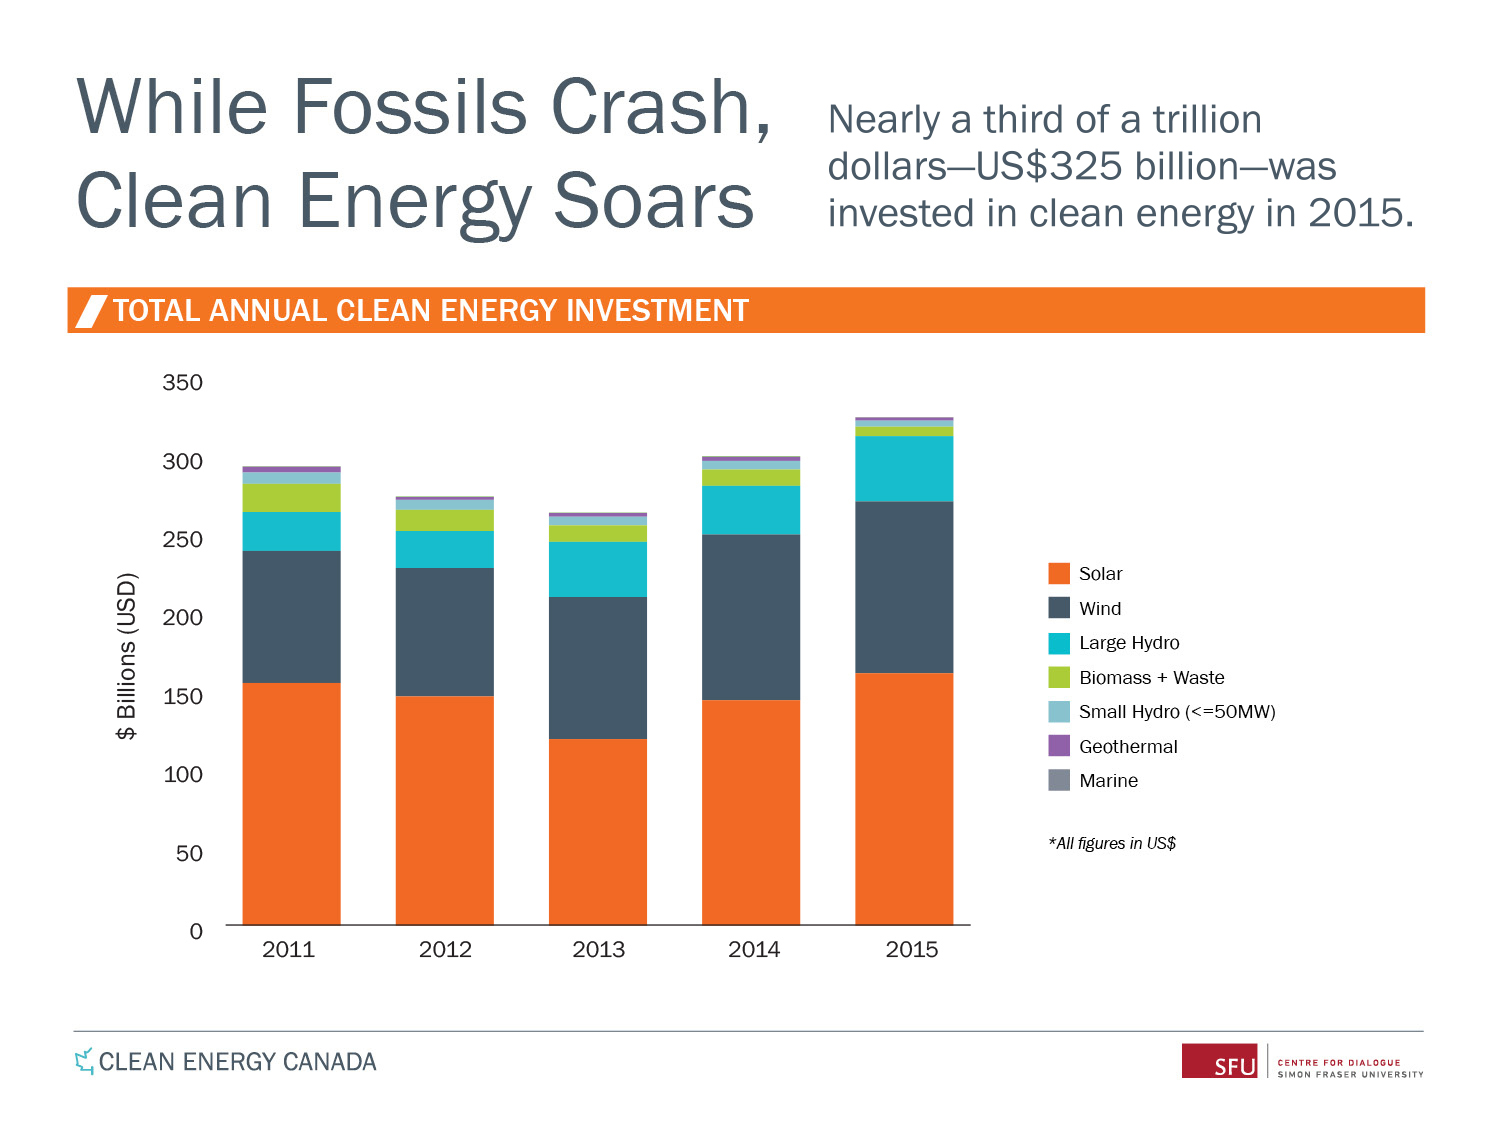 While Fossils Crash,
Clean Energy Soars
Nearly a third of a trillion
dollars—US$325 billion—was
invested in clean energy in 2015.
TOTAL ANNUAL CLEAN ENERGY INVESTMENT
350
300
250
200
150
100
50
0
$ Billions (USD)
2011
2012
2013
2014
2015
Solar
Wind
Large Hydro
Biomass + Waste
Small Hydro (<=50MW)
Geothermal
Marine
*All figures in US$
CLEAN ENERGY CANADA
SFU
CENTRE FOR DIALOGUE
SIMON FRASER UNIVERSITY